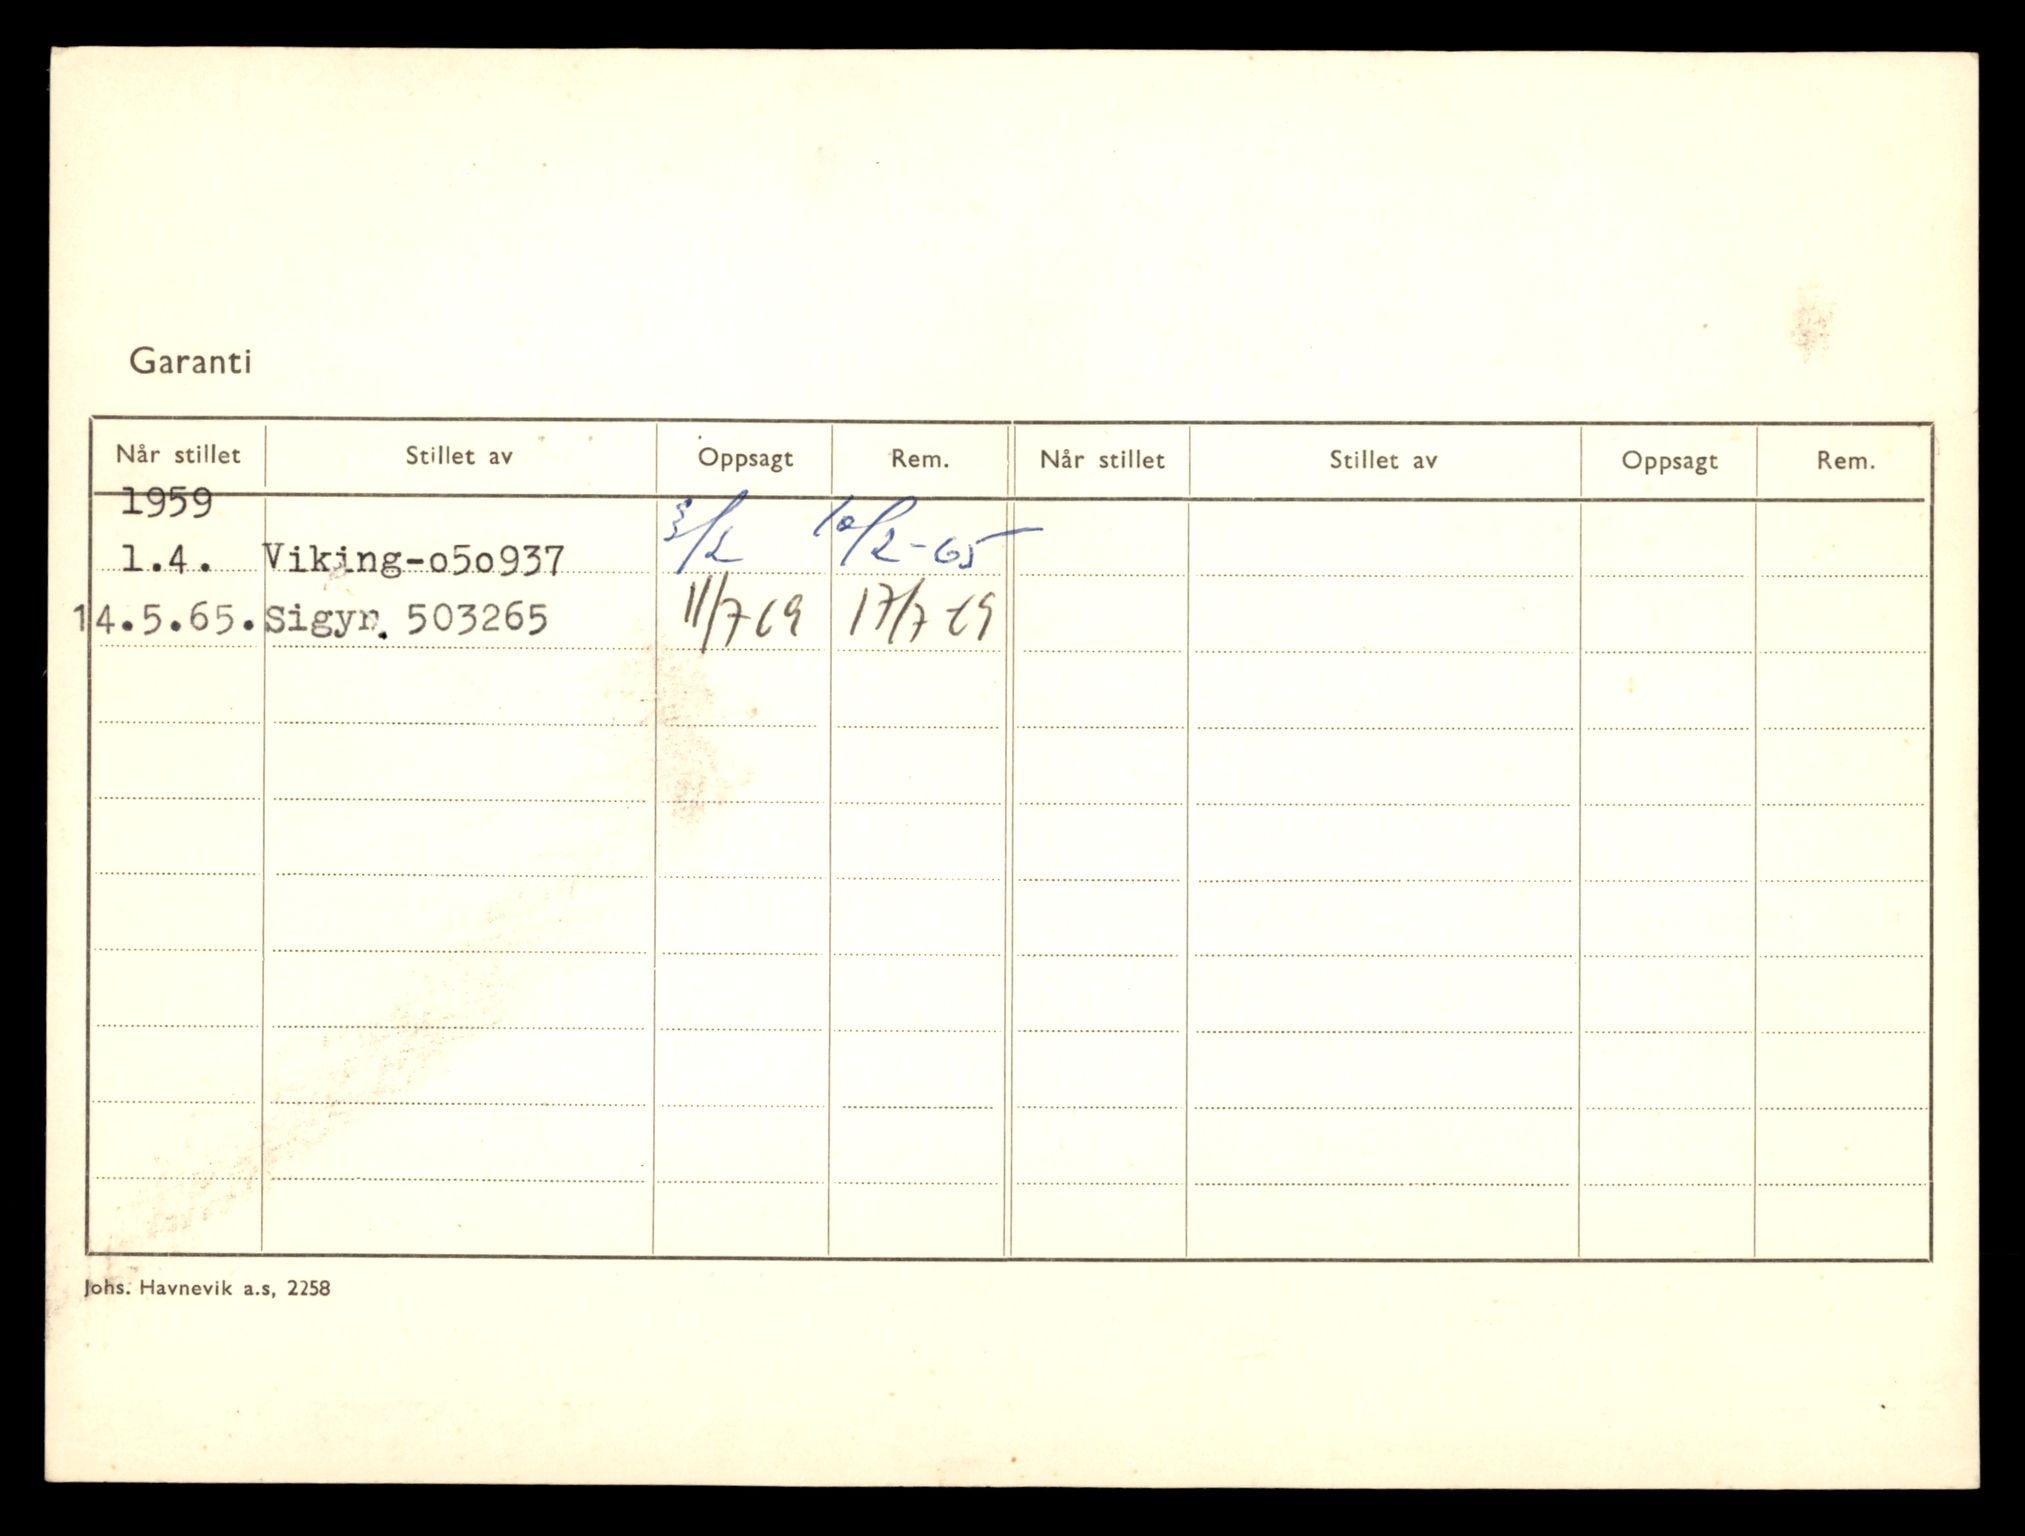 Garanti
Når stillet Stillet av Oppsagt Rem. Når stillet Stillet av Oppsagt Rem.
1959
1.4. Viking-o5o937 3/2 10/2-65
14.5.65. Sigyn. 503265 11/7 69 17/7 69
Johs. Havnevik a.s, 2258